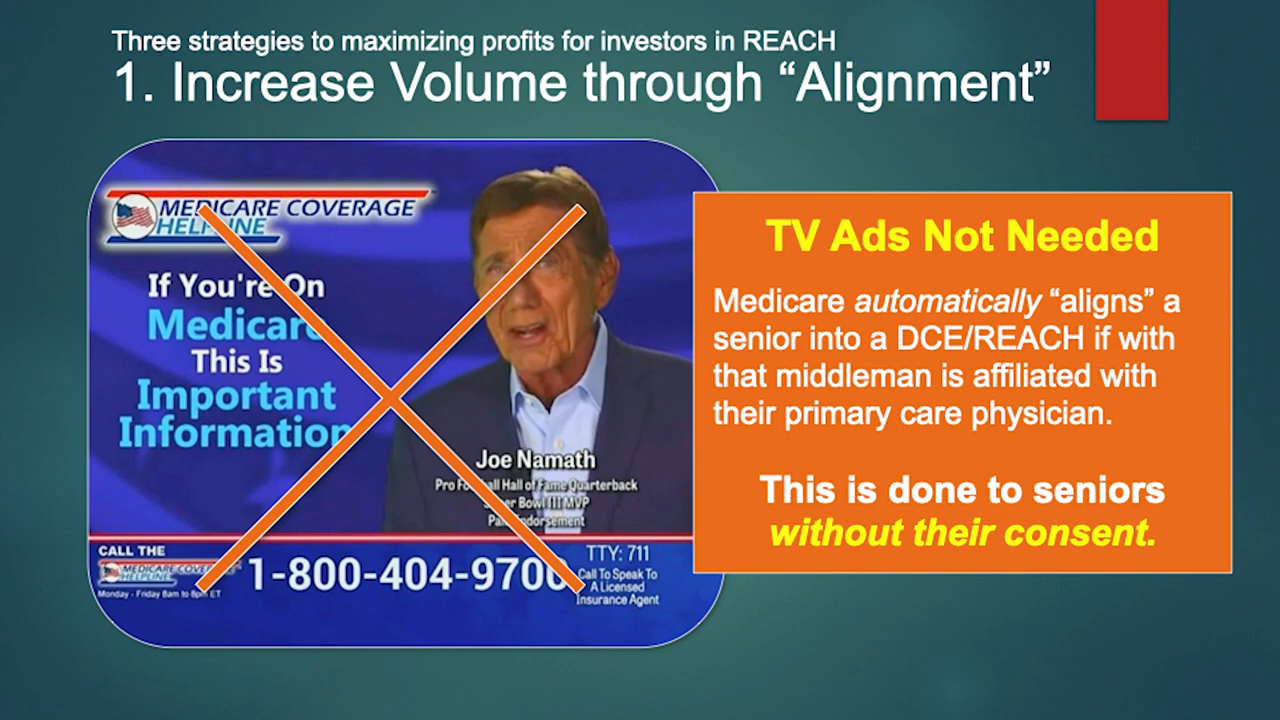 Three strategies to maximizing profits for investors in REACH
1. Increase Volume through “Alignment”
MEDICARE COVERAGE
HELPLINE
If You're On
Medicare
This Is
Important
Information
Joe Namath
Pro Football Hall of Fame Quarterback
Super Bowl III MVP
Paid Endorsement
CALL THE
MEDICARE COVERAGE
HELPLINE
Monday - Friday 8am to 8pm ET
1-800-404-9700
TTY: 711
Call To Speak To
A Licensed
Insurance Agent
TV Ads Not Needed
Medicare automatically “aligns” a
senior into a DCE/REACH if with
that middleman is affiliated with
their primary care physician.
This is done to seniors
without their consent.